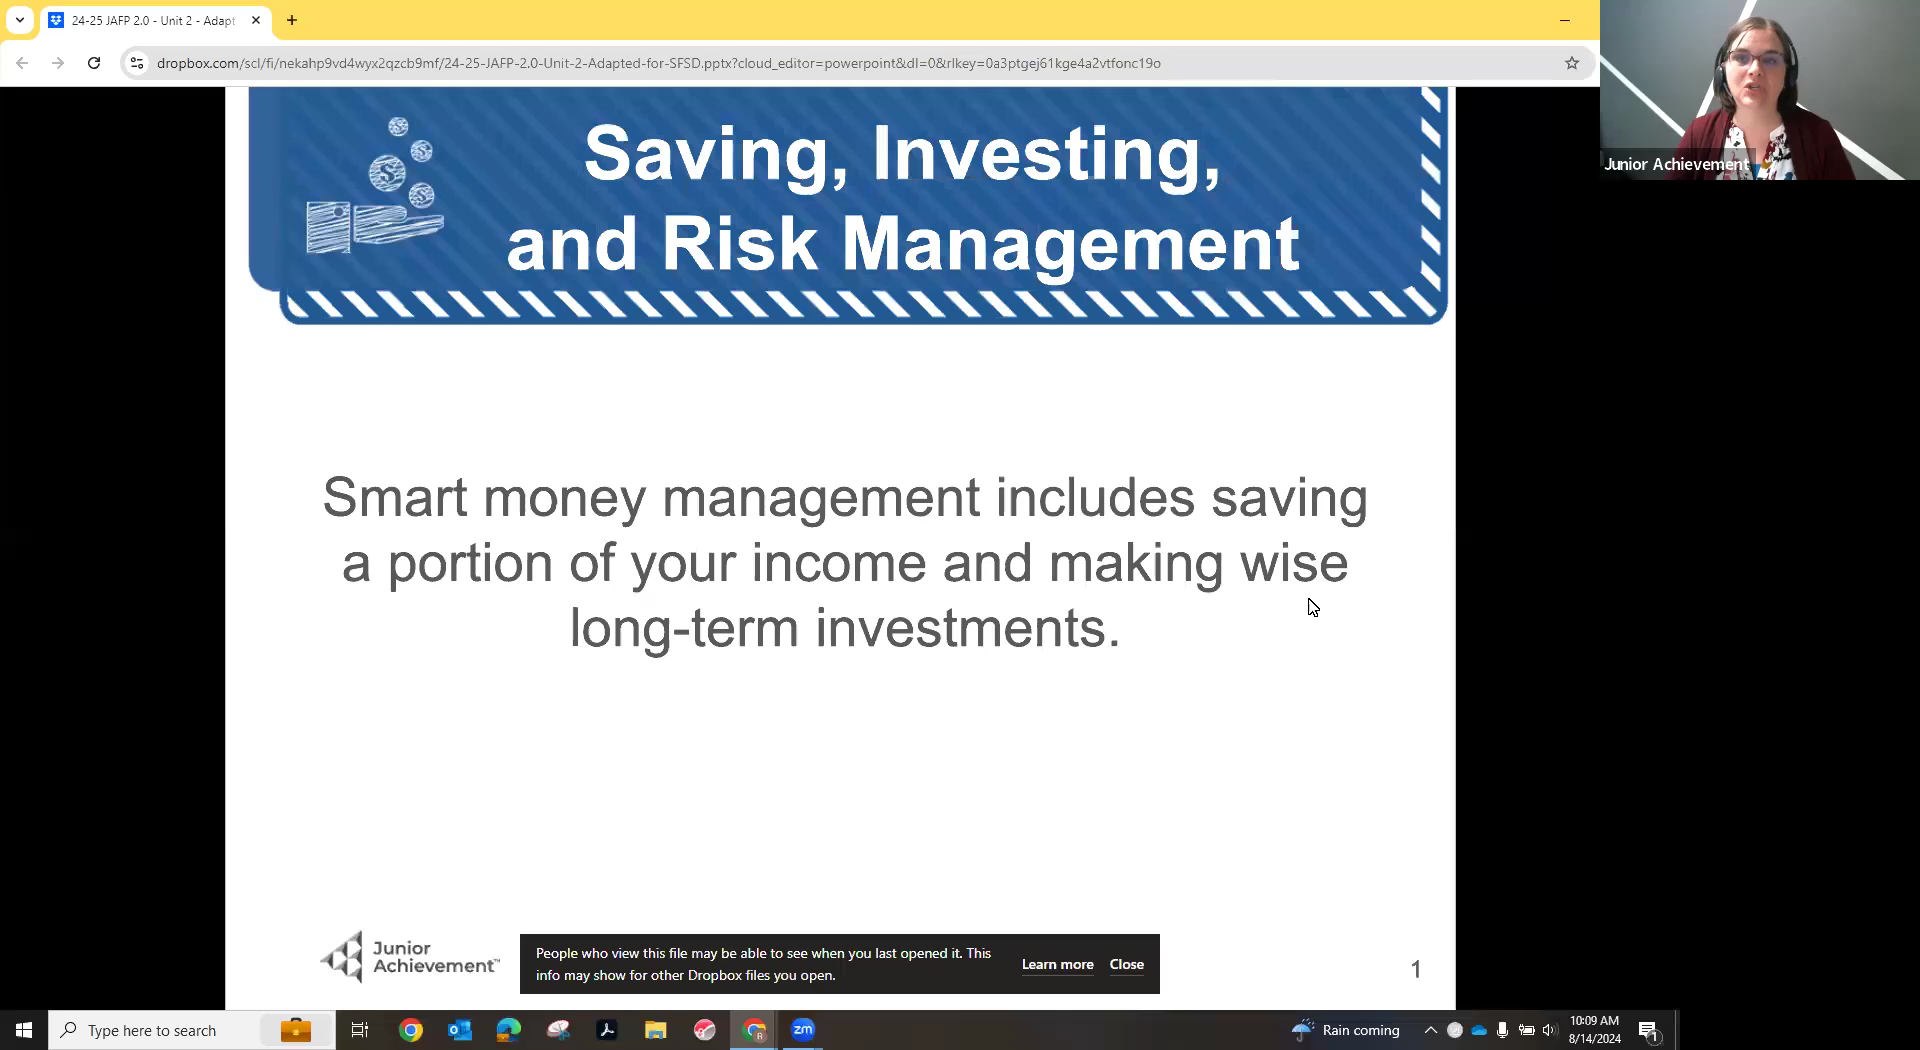 24-25 JAFP 2.0 - Unit 2 - Adapt
dropbox.com/scl/fi/nekahp9vd4wyx2qzcb9mf/24-25-JAFP-2.0-Unit-2-Adapted-for-SFSD.pptx?cloud_editor=powerpoint&dl=0&rlkey=0a3ptgej61kge4a2vtfonc19o
Junior Achievement
Saving, Investing,
and Risk Management
Smart money management includes saving
a portion of your income and making wise
long-term investments.
Junior
Achievement™
People who view this file may be able to see when you last opened it. This
info may show for other Dropbox files you open.
Learn more
Close
1
Type here to search
zm
Rain coming
10:09 AM
8/14/2024
1